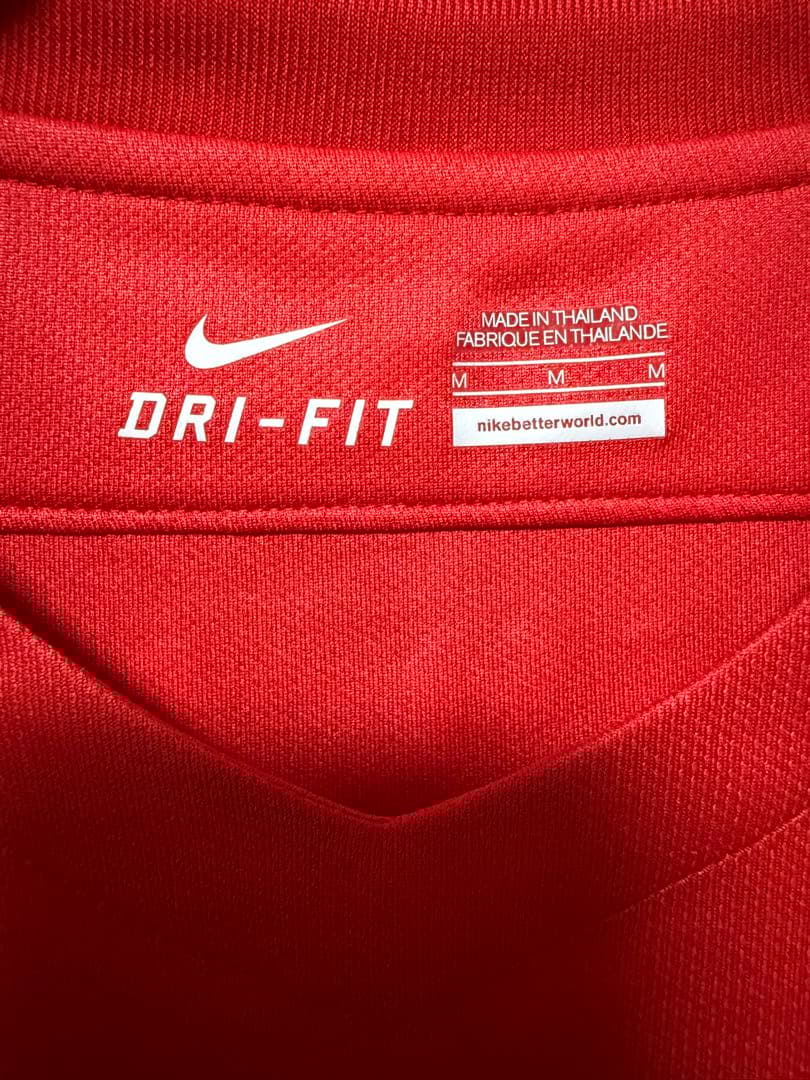 DRI-FIT
MADE IN THAILAND
FABRIQUE EN THAILANDE
M M M
nikebetterworld.com